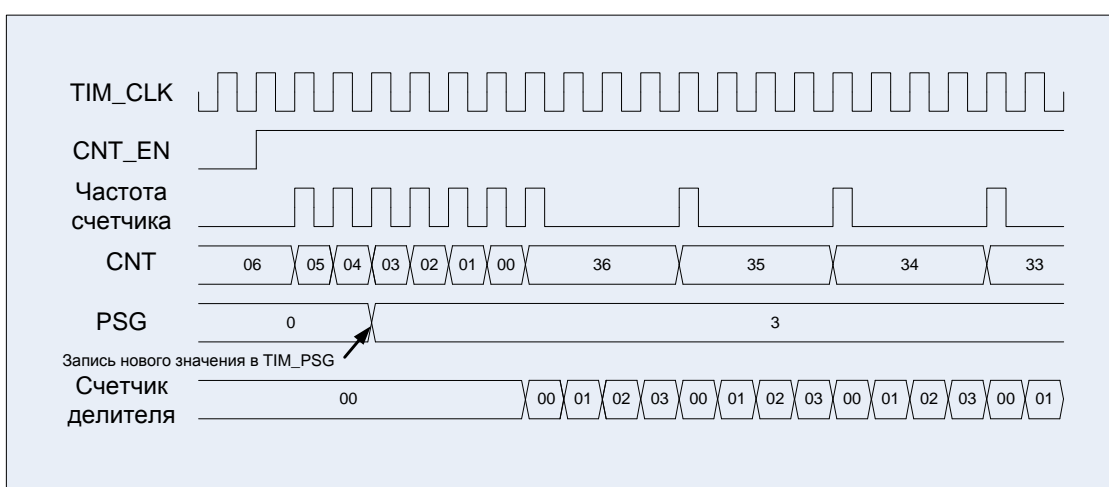 TIM_CLK
CNT_EN
Частота
счетчика
CNT
06 05 04 03 02 01 00 36 35 34 33
PSG
0 3
Запись нового значения в TIM_PSG
Счетчик
делителя
00 00 01 02 03 00 01 02 03 00 01 02 03 00 01